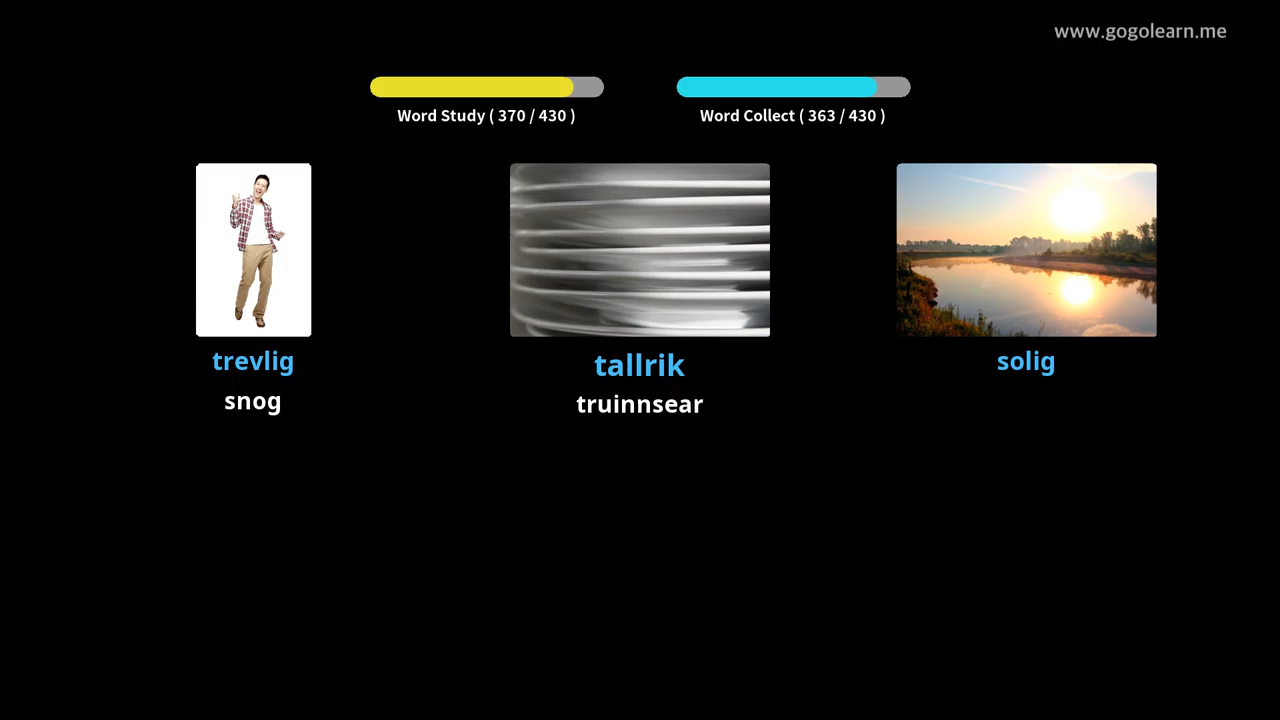 www.gogolearn.me
Word Study ( 370 / 430 )
Word Collect ( 363 / 430 )
trevlig
tallrik
solig
snog
truinnsear